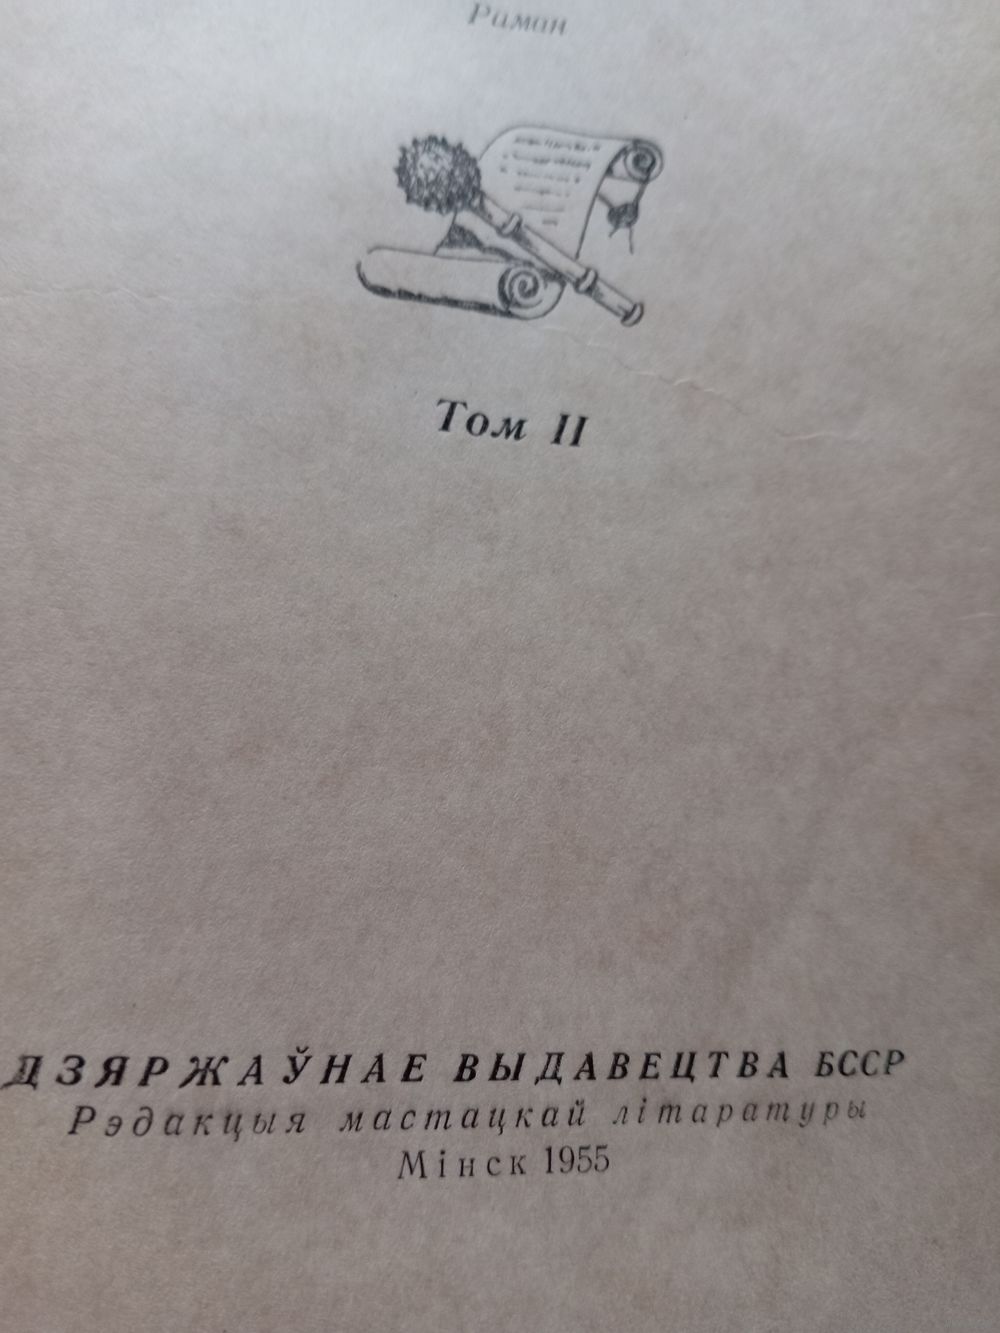 Раман
Том II
ДЗЯРЖАЎНАЕ ВЫДАВЕЦТВА БССР
Рэдакцыя мастацкай літаратуры
Мінск 1955